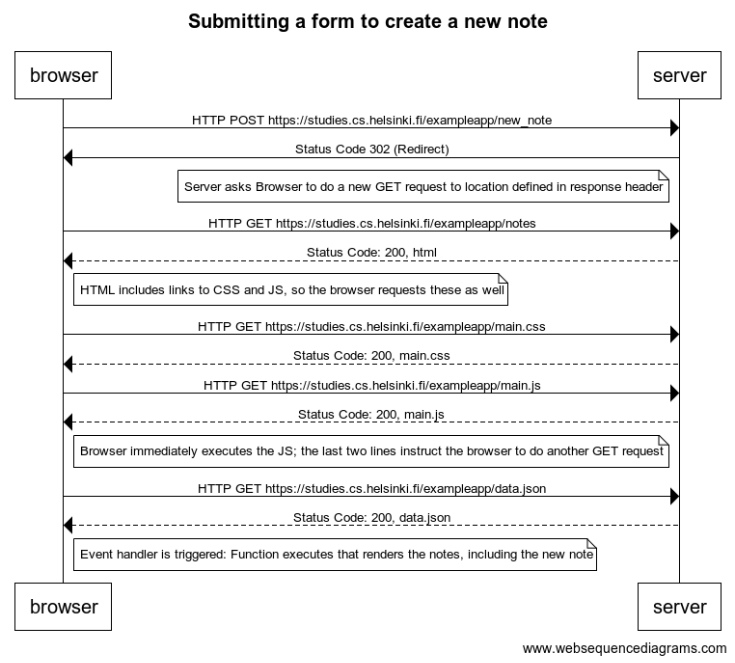 Submitting a form to create a new note
browser
server
HTTP POST https://studies.cs.helsinki.fi/exampleapp/new_note
Status Code 302 (Redirect)
Server asks Browser to do a new GET request to location defined in response header
HTTP GET https://studies.cs.helsinki.fi/exampleapp/notes
Status Code: 200, html
HTML includes links to CSS and JS, so the browser requests these as well
HTTP GET https://studies.cs.helsinki.fi/exampleapp/main.css
Status Code: 200, main.css
HTTP GET https://studies.cs.helsinki.fi/exampleapp/main.js
Status Code: 200, main.js
Browser immediately executes the JS; the last two lines instruct the browser to do another GET request
HTTP GET https://studies.cs.helsinki.fi/exampleapp/data.json
Status Code: 200, data.json
Event handler is triggered: Function executes that renders the notes, including the new note
browser
server
www.websequencediagrams.com